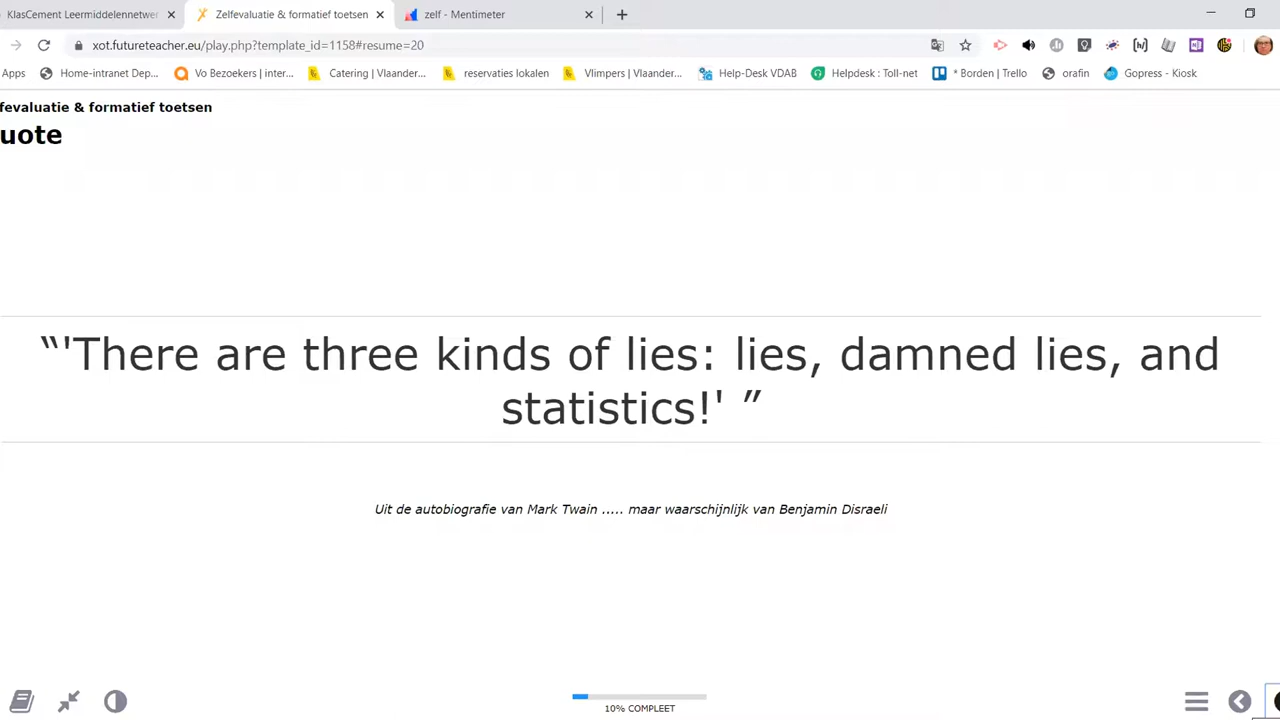 KlasCement Leermiddelennetwer
Zelfevaluatie & formatief toetsen
zelf - Mentimeter
xot.futureteacher.eu/play.php?template_id=1158#resume=20
Apps
Home-intranet Dep...
Vo Bezoekers | inter...
Catering | Vlaander...
reservaties lokalen
Vlimpers | Vlaander...
Help-Desk VDAB
Helpdesk : Toll-net
* Borden | Trello
orafin
Gopress - Kiosk
fevaluatie & formatief toetsen
uote
“'There are three kinds of lies: lies, damned lies, and
statistics!' ”
Uit de autobiografie van Mark Twain ..... maar waarschijnlijk van Benjamin Disraeli
10% COMPLEET